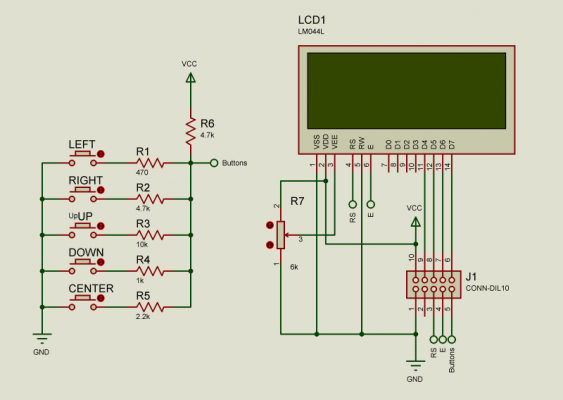 LCD1
LM044L
VCC
R6
4.7k
VSS VDD VEE RS RW E D0 D1 D2 D3 D4 D5 D6 D7
1 2 3 4 5 6 7 8 9 10 11 12 13 14
LEFT
R1
470
Buttons
RIGHT
R2
4.7k
UpUP
R3
10k
DOWN
R4
1k
CENTER
R5
2.2k
GND
RS
E
R7
2
3
1
6k
VCC
10 9 8 7 6
J1
CONN-DIL10
1 2 3 4 5
RS
E
Buttons
GND